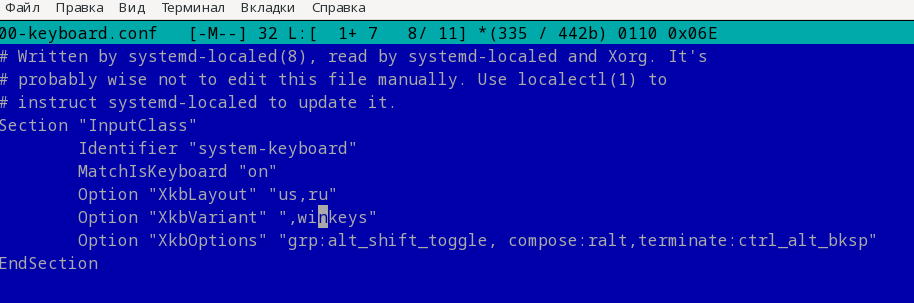 Файл Правка Вид Терминал Вкладки Справка
00-keyboard.conf [-M--] 32 L:[ 1+ 7 8/ 11] *(335 / 442b) 0110 0x06E
# Written by systemd-localed(8), read by systemd-localed and Xorg. It's
# probably wise not to edit this file manually. Use localectl(1) to
# instruct systemd-localed to update it.
Section "InputClass"
        Identifier "system-keyboard"
        MatchIsKeyboard "on"
        Option "XkbLayout" "us,ru"
        Option "XkbVariant" ",winkeys"
        Option "XkbOptions" "grp:alt_shift_toggle, compose:ralt,terminate:ctrl_alt_bksp"
EndSection